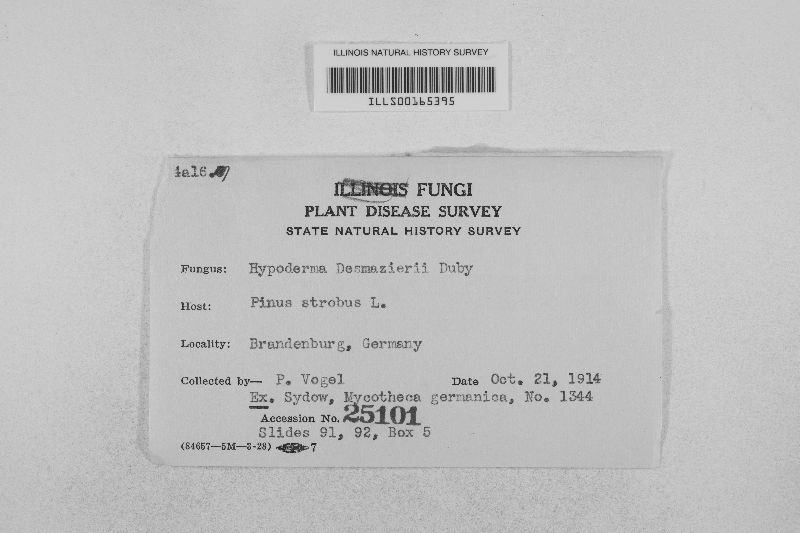 ILLINOIS NATURAL HISTORY SURVEY
ILLS00165395
1a16
ILLINOIS FUNGI
PLANT DISEASE SURVEY
STATE NATURAL HISTORY SURVEY
Fungus: Hypoderma Desmazierii Duby
Host: Pinus strobus L.
Locality: Brandenburg, Germany
Collected by— P. Vogel Date Oct. 21, 1914
Ex. Sydow, Mycotheca germanica, No. 1344
Accession No. 25101
Slides 91, 92, Box 5
(84657—5M—3-28) 7